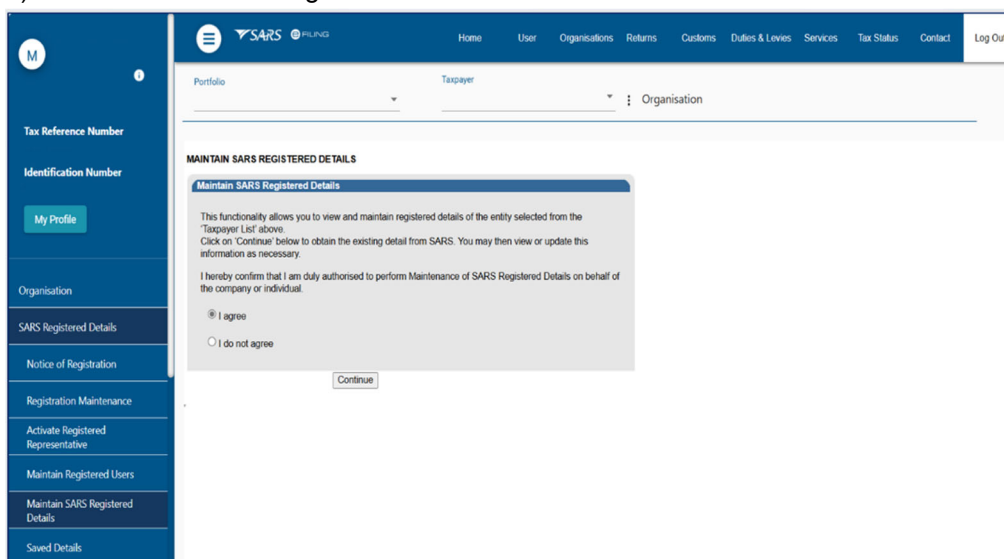 M
i
Tax Reference Number
Identification Number
My Profile
Organisation
SARS Registered Details
Notice of Registration
Registration Maintenance
Activate Registered
Representative
Maintain Registered Users
Maintain SARS Registered
Details
Saved Details
SARS eFILING
Home User Organisations Returns Customs Duties & Levies Services Tax Status Contact Log Out
Portfolio
Taxpayer
Organisation
MAINTAIN SARS REGISTERED DETAILS
Maintain SARS Registered Details
This functionality allows you to view and maintain registered details of the entity selected from the
'Taxpayer List' above.
Click on 'Continue' below to obtain the existing detail from SARS. You may then view or update this
information as necessary.
I hereby confirm that I am duly authorised to perform Maintenance of SARS Registered Details on behalf of
the company or individual.
I agree
I do not agree
Continue